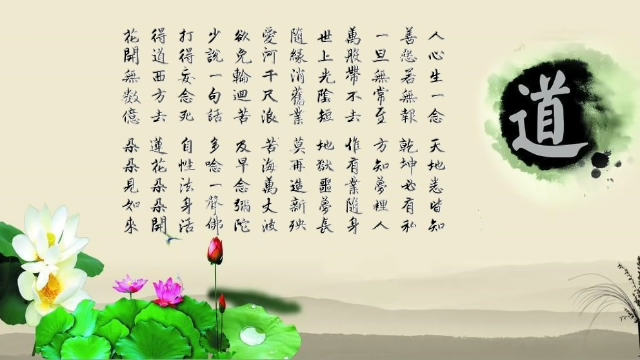 道
人心生一念 天地悉皆知
善惡若無報 乾坤必有私
一旦無常至 方知夢裡人
萬般帶不去 惟有業隨身
世上光陰短 地獄噩夢長
隨緣消舊業 莫再造新殃
愛河千尺浪 苦海萬丈波
欲免輪迴苦 及早念彌陀
少說一句話 多唸一聲佛
打得妄念死 自性法身活
得道西方去 蓮花朵朵開
花開無数億 朵朵見如來